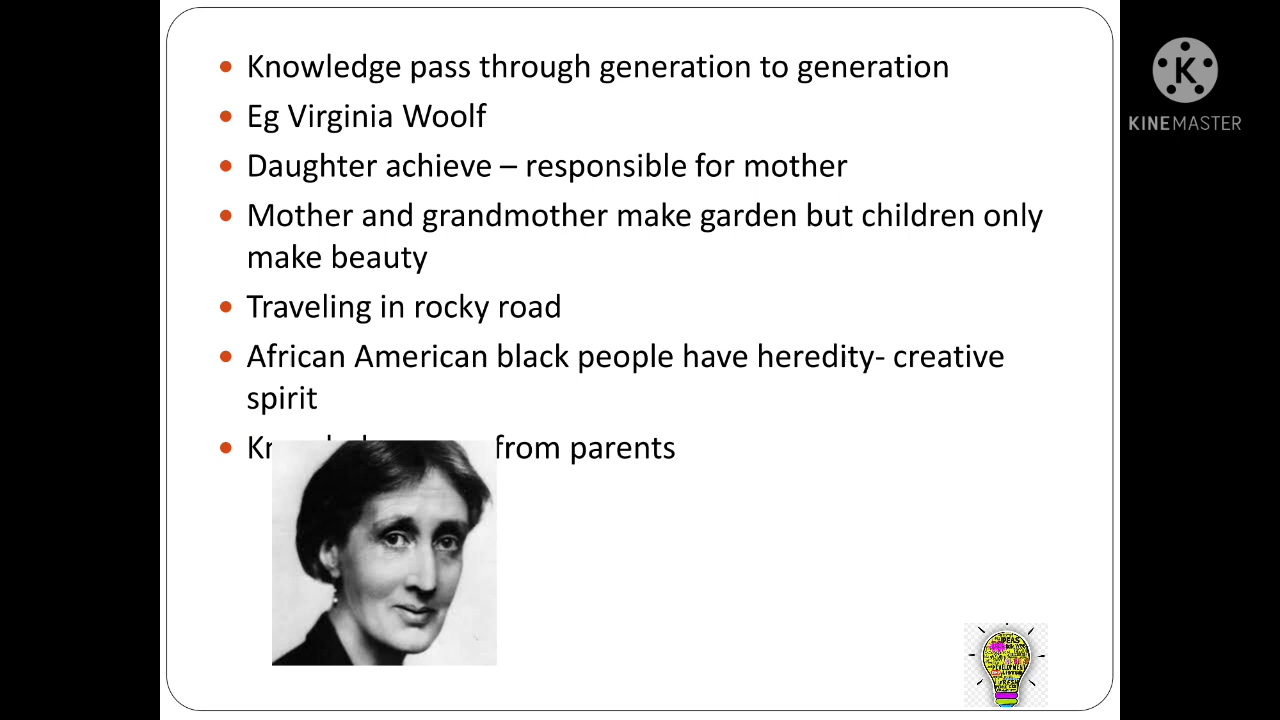 Knowledge pass through generation to generation
Eg Virginia Woolf
Daughter achieve – responsible for mother
Mother and grandmother make garden but children only
make beauty
Traveling in rocky road
African American black people have heredity- creative
spirit
from parents
K
KINEMASTER
IDEAS